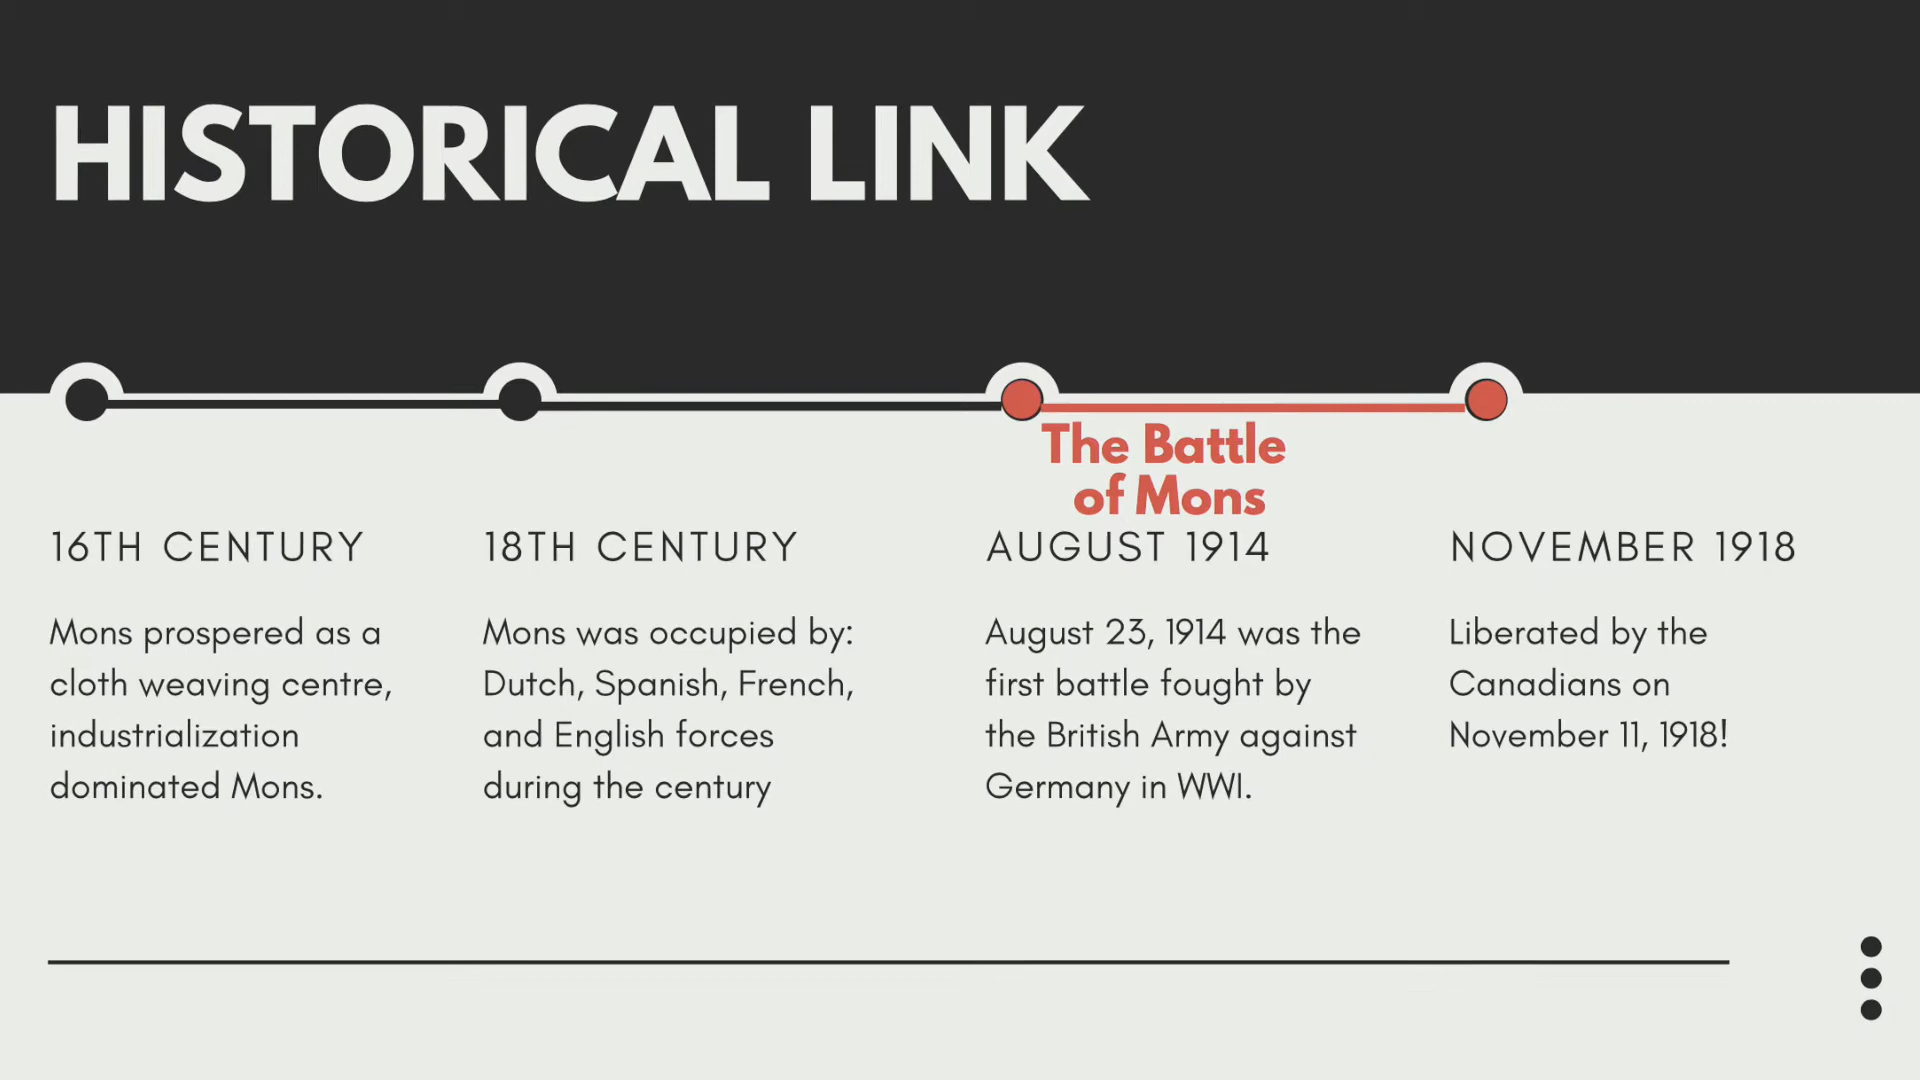 HISTORICAL LINK
The Battle
of Mons
16TH CENTURY
Mons prospered as a
cloth weaving centre,
industrialization
dominated Mons.
18TH CENTURY
Mons was occupied by:
Dutch, Spanish, French,
and English forces
during the century
AUGUST 1914
August 23, 1914 was the
first battle fought by
the British Army against
Germany in WWI.
NOVEMBER 1918
Liberated by the
Canadians on
November 11, 1918!